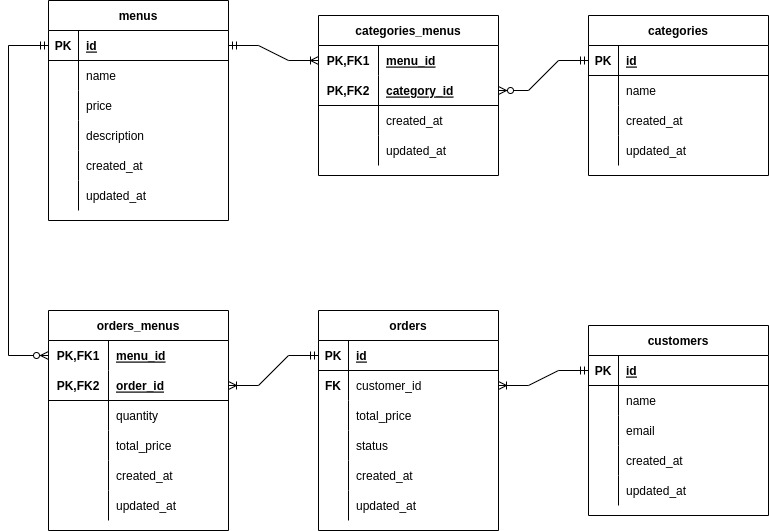 menus
PK id
name
price
description
created_at
updated_at
categories_menus
PK,FK1 menu_id
PK,FK2 category_id
created_at
updated_at
categories
PK id
name
created_at
updated_at
orders_menus
PK,FK1 menu_id
PK,FK2 order_id
quantity
total_price
created_at
updated_at
orders
PK id
FK customer_id
total_price
status
created_at
updated_at
customers
PK id
name
email
created_at
updated_at